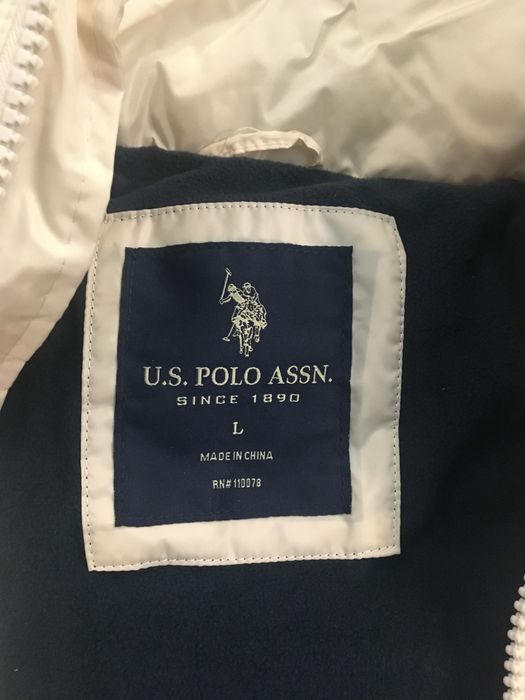 U.S. POLO ASSN.
SINCE 1890
L
MADE IN CHINA
RN# 110078